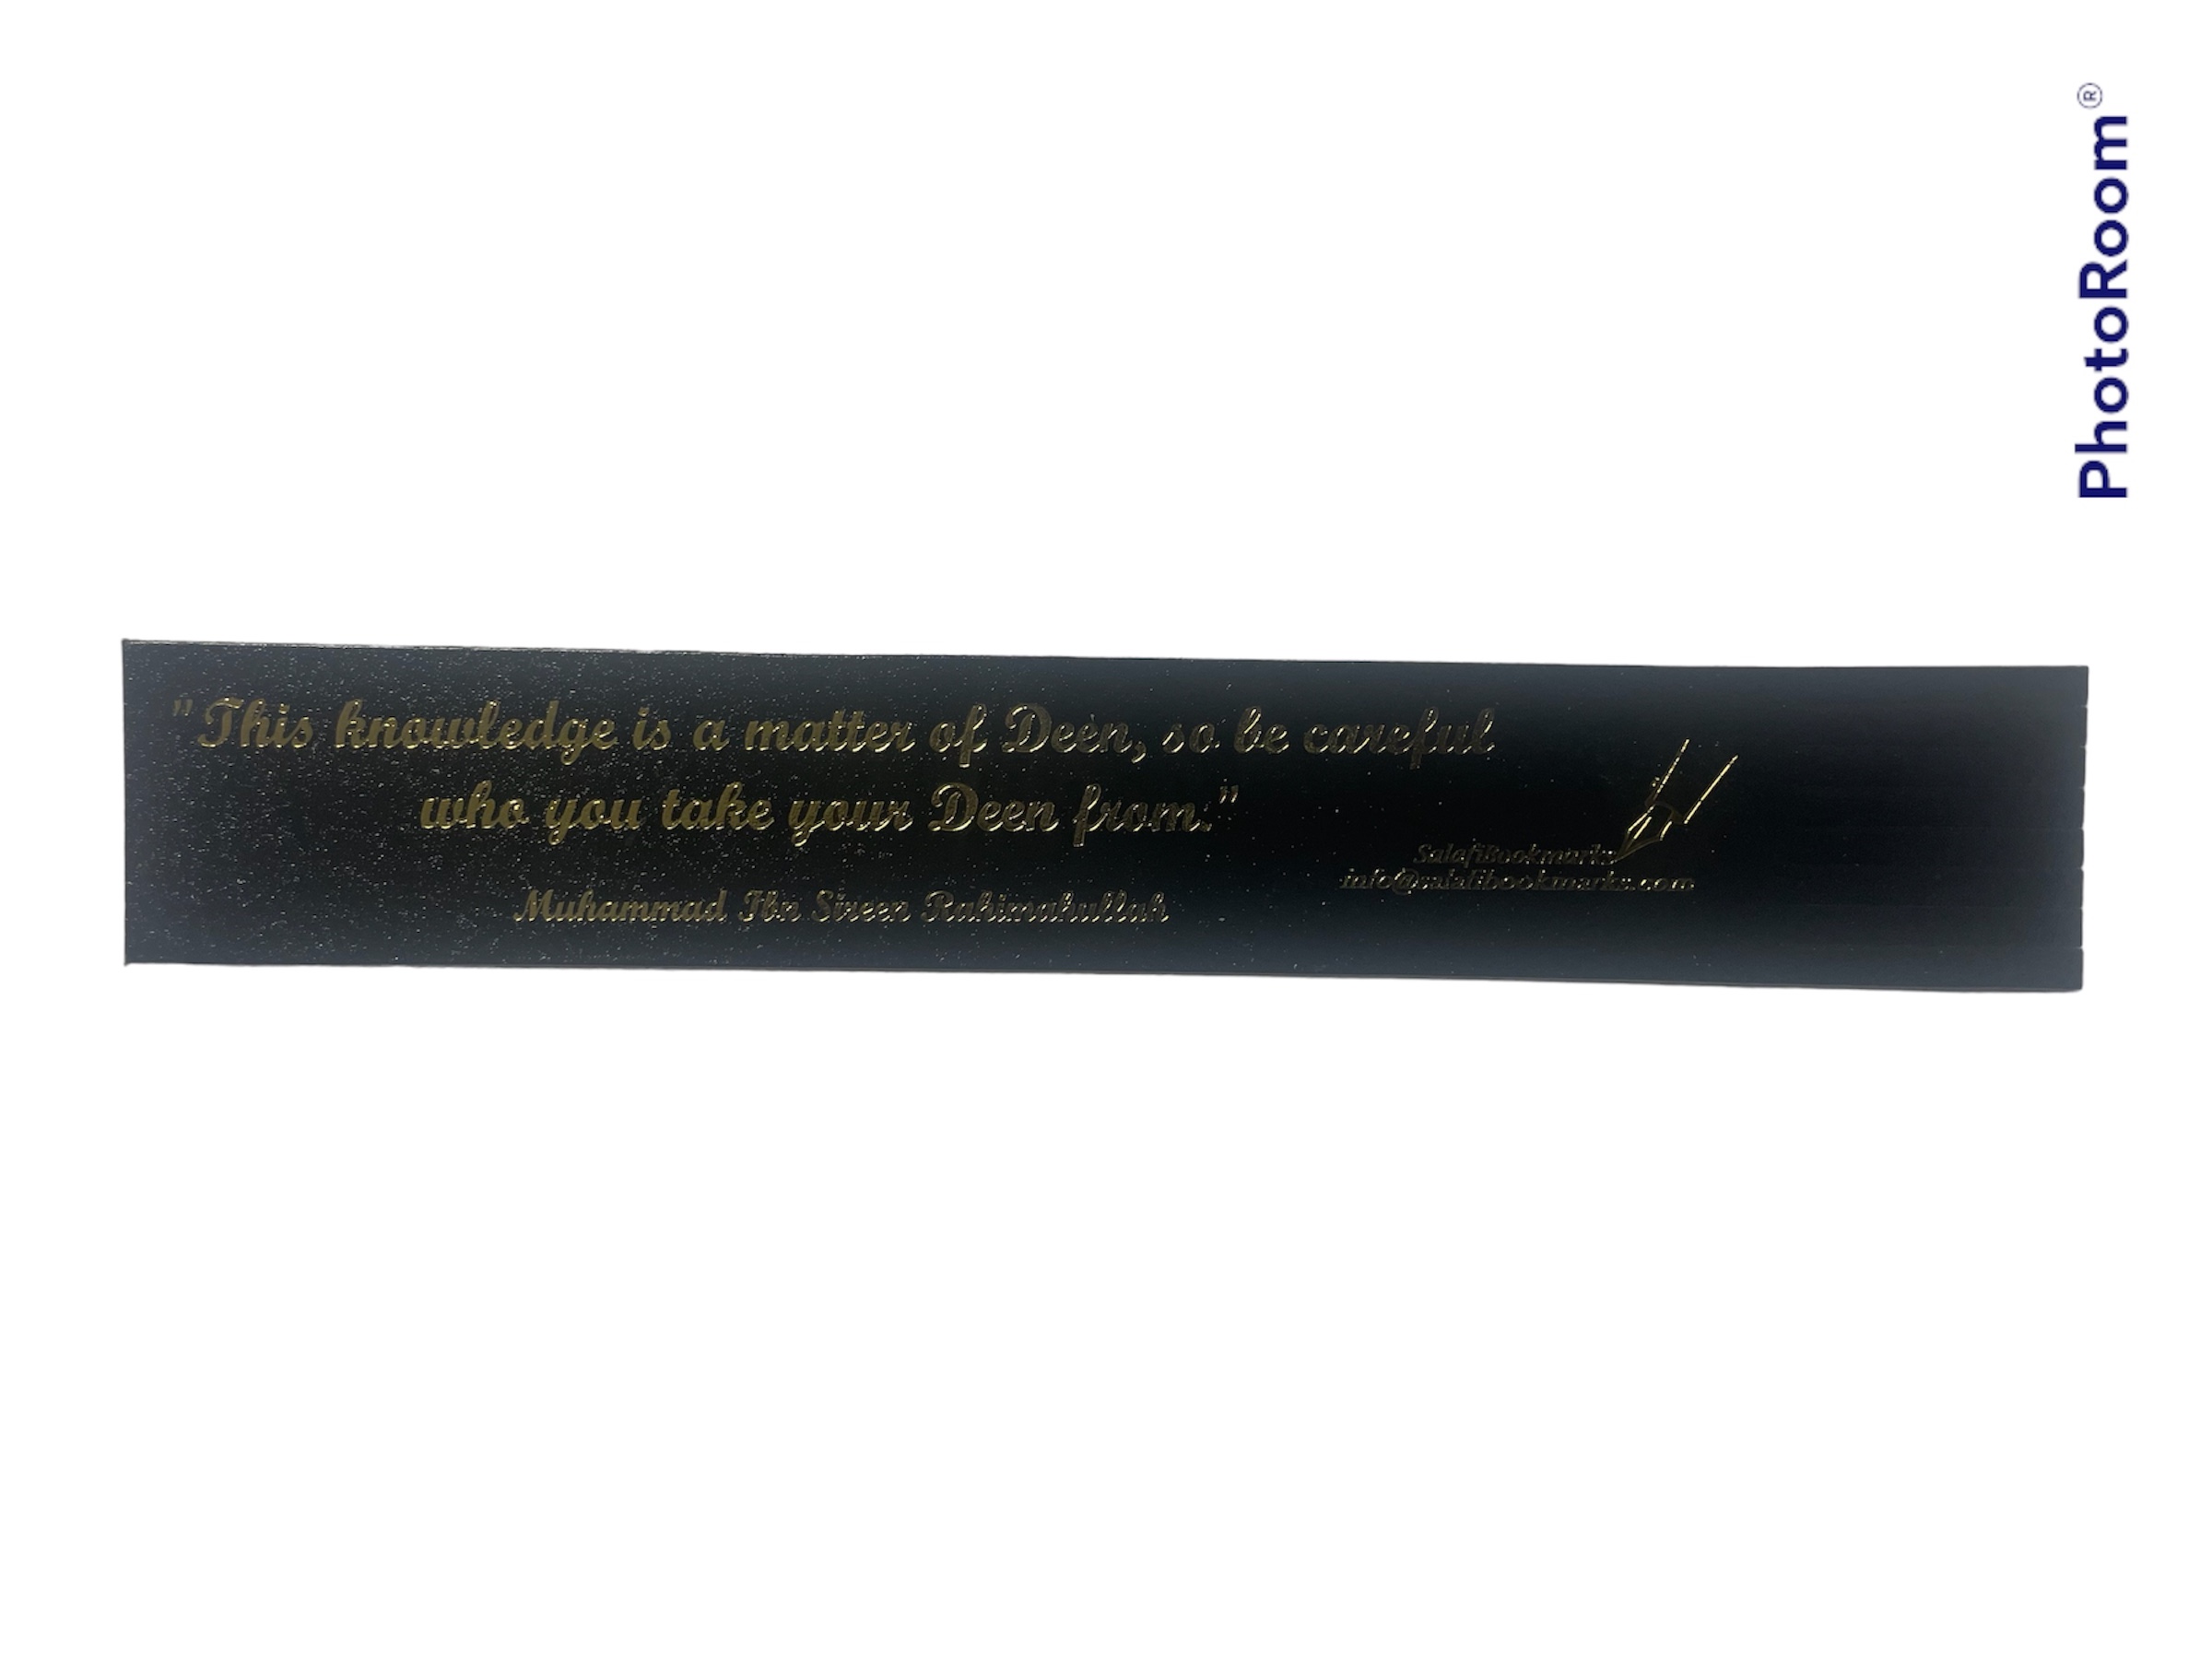 "This knowledge is a matter of Deen, so be careful
who you take your Deen from."
Muhammad Ibn Sireen Rahimahullah
SalafiBookmarks
info@salafibookmarks.com
PhotoRoom®